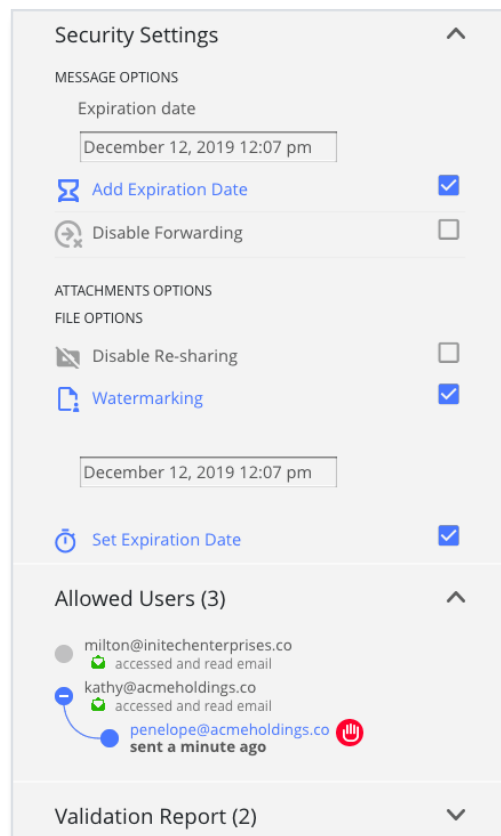 Security Settings
MESSAGE OPTIONS
Expiration date
December 12, 2019 12:07 pm
Add Expiration Date
Disable Forwarding
ATTACHMENTS OPTIONS
FILE OPTIONS
Disable Re-sharing
Watermarking
December 12, 2019 12:07 pm
Set Expiration Date
Allowed Users (3)
milton@initechenterprises.co
accessed and read email
kathy@acmeholdings.co
accessed and read email
penelope@acmeholdings.co
sent a minute ago
Validation Report (2)